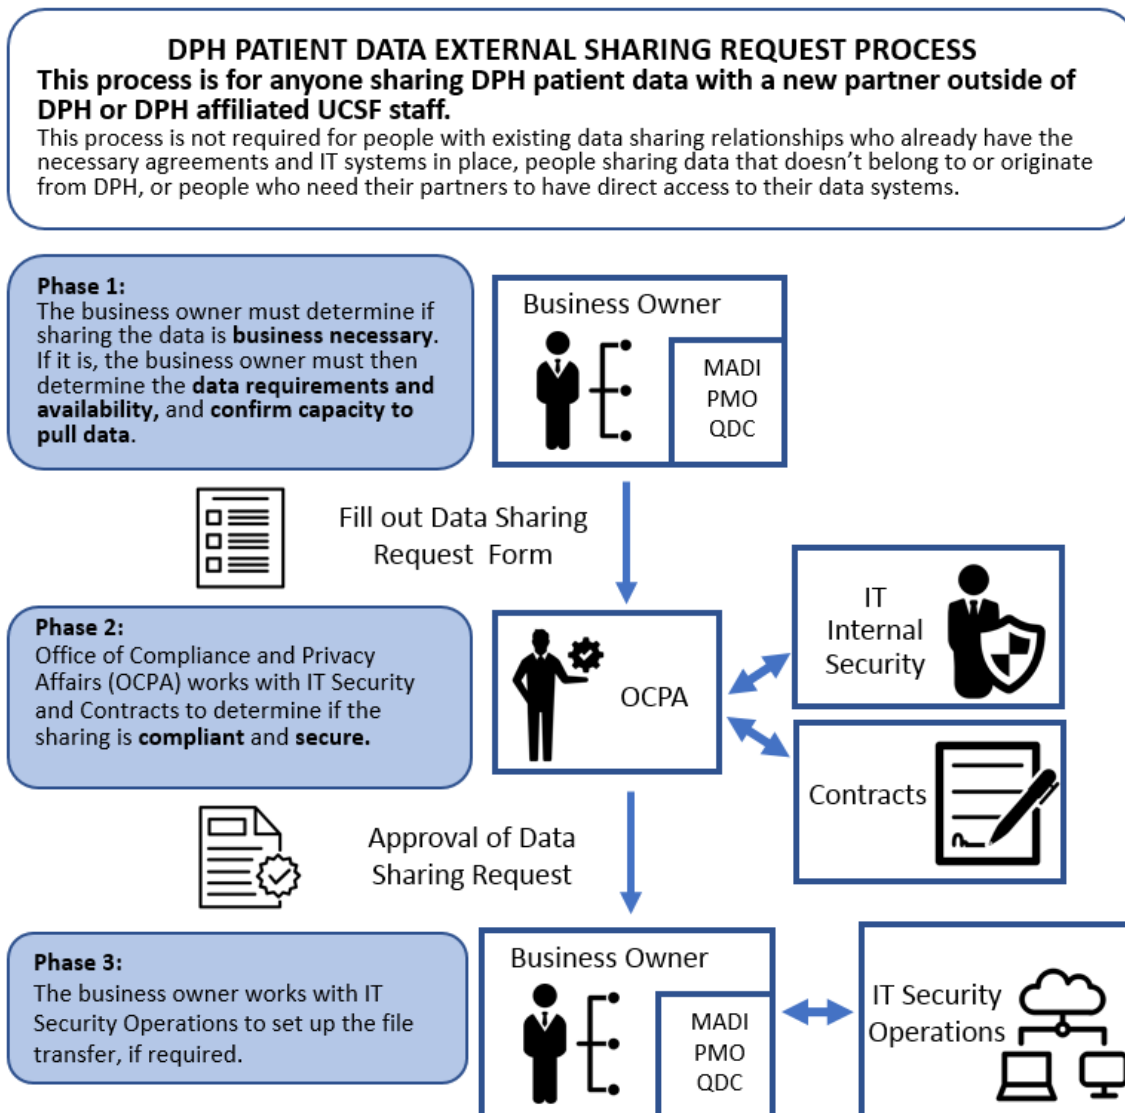 DPH PATIENT DATA EXTERNAL SHARING REQUEST PROCESS
This process is for anyone sharing DPH patient data with a new partner outside of
DPH or DPH affiliated UCSF staff.
This process is not required for people with existing data sharing relationships who already have the
necessary agreements and IT systems in place, people sharing data that doesn't belong to or originate
from DPH, or people who need their partners to have direct access to their data systems.
Phase 1:
The business owner must determine if
sharing the data is business necessary.
If it is, the business owner must then
determine the data requirements and
availability, and confirm capacity to
pull data.
Business Owner
MADI
PMO
QDC
Fill out Data Sharing
Request Form
Phase 2:
Office of Compliance and Privacy
Affairs (OCPA) works with IT Security
and Contracts to determine if the
sharing is compliant and secure.
OCPA
IT
Internal
Security
Contracts
Approval of Data
Sharing Request
Phase 3:
The business owner works with IT
Security Operations to set up the file
transfer, if required.
Business Owner
MADI
PMO
QDC
IT Security
Operations